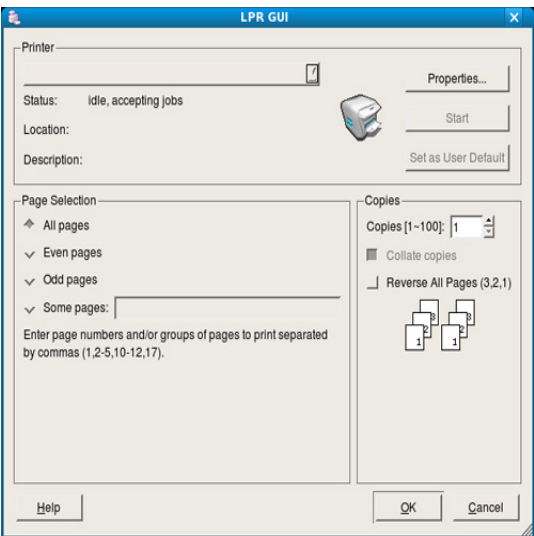 LPR GUI
Printer
Properties...
Status: idle, accepting jobs
Start
Location:
Description:
Set as User Default
Page Selection
Copies
All pages
Copies [1~100]: 1
Even pages
Collate copies
Odd pages
Reverse All Pages (3,2,1)
Some pages:
3 3
2 2
1 1
Enter page numbers and/or groups of pages to print separated
by commas (1,2-5,10-12,17).
Help
OK
Cancel